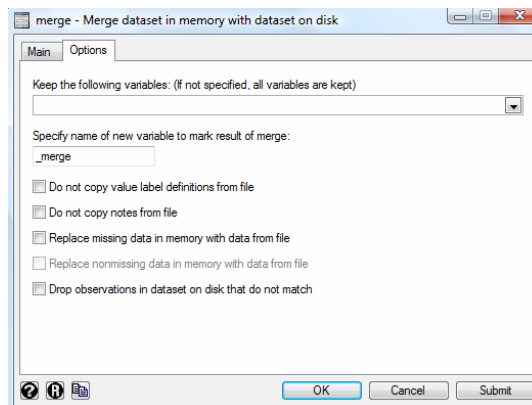 merge - Merge dataset in memory with dataset on disk
Main Options
Keep the following variables: (If not specified, all variables are kept)
Specify name of new variable to mark result of merge:
_merge
Do not copy value label definitions from file
Do not copy notes from file
Replace missing data in memory with data from file
Replace nonmissing data in memory with data from file
Drop observations in dataset on disk that do not match
? R OK Cancel Submit